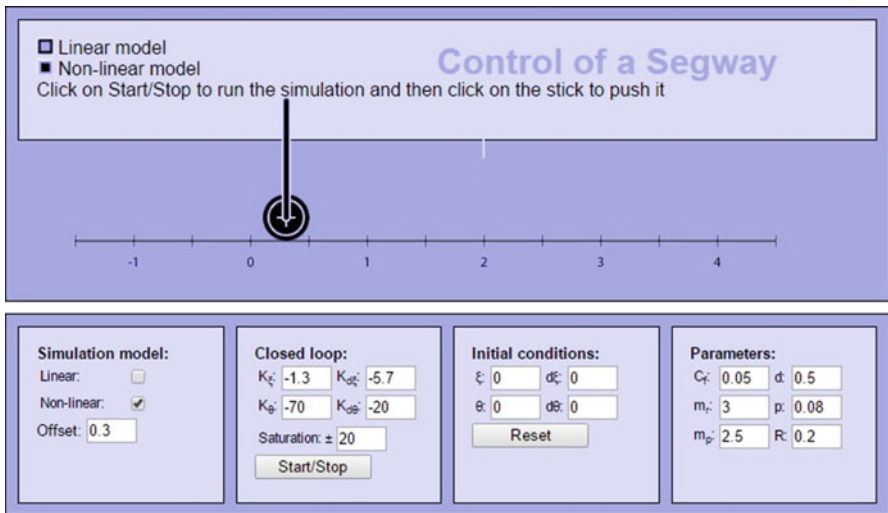 Linear model
Control of a Segway
Non-linear model
Click on Start/Stop to run the simulation and then click on the stick to push it
-1 0 1 2 3 4
Simulation model:
Linear:
Non-linear:
Offset: 0.3
Closed loop:
Kξ: -1.3 Kdξ: -5.7
Kθ: -70 Kdθ: -20
Saturation: ± 20
Start/Stop
Initial conditions:
ξ: 0 dξ: 0
θ: 0 dθ: 0
Reset
Parameters:
Cf: 0.05 d: 0.5
mr: 3 p: 0.08
mp: 2.5 R: 0.2